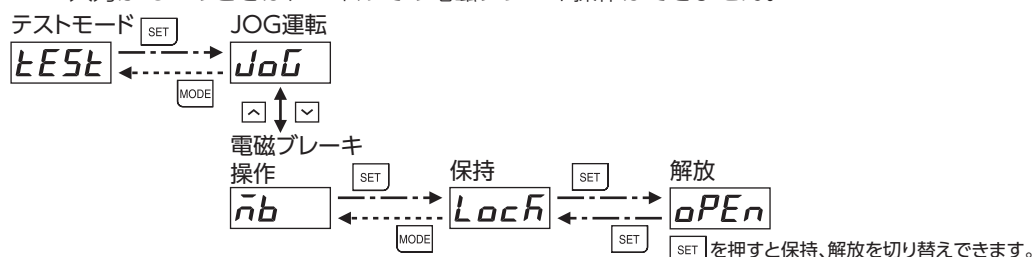 テストモード SET JOG運転
tESt JoG
MODE
電磁ブレーキ
操作 SET 保持 SET 解放
mb Lock oPEn
MODE SET
SETを押すと保持、解放を切り替えできます。